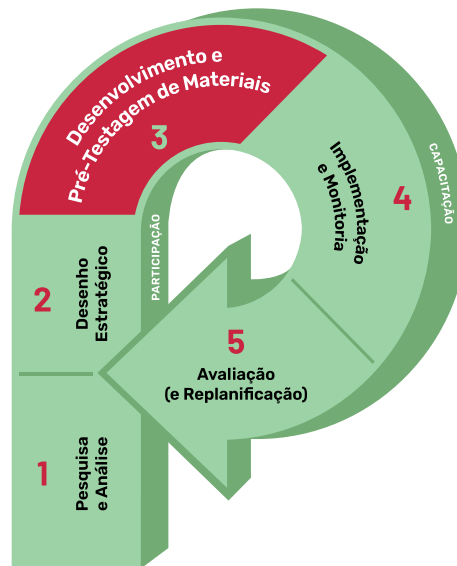 1
Pesquisa
e Análise
2
Desenho
Estratégico
3
Desenvolvimento e
Pré-Testagem de Materiais
4
Implementação
e Monitoria
5
Avaliação
(e Replanificação)
PARTICIPAÇÃO
CAPACITAÇÃO